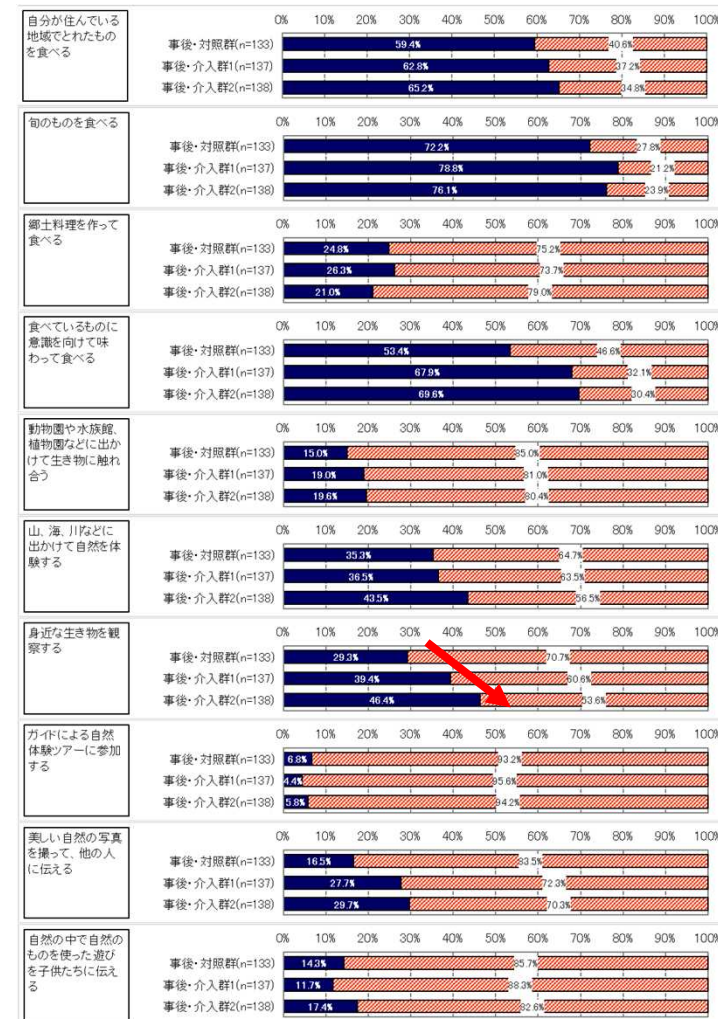 自分が住んでいる
地域でとれたもの
を食べる
0% 10% 20% 30% 40% 50% 60% 70% 80% 90% 100%
事後・対照群(n=133) 59.4% 40.6%
事後・介入群1(n=137) 62.8% 37.2%
事後・介入群2(n=138) 65.2% 34.8%
旬のものを食べる
0% 10% 20% 30% 40% 50% 60% 70% 80% 90% 100%
事後・対照群(n=133) 72.2% 27.8%
事後・介入群1(n=137) 78.8% 21.2%
事後・介入群2(n=138) 76.1% 23.9%
郷土料理を作って
食べる
0% 10% 20% 30% 40% 50% 60% 70% 80% 90% 100%
事後・対照群(n=133) 24.8% 75.2%
事後・介入群1(n=137) 26.3% 73.7%
事後・介入群2(n=138) 21.0% 79.0%
食べているものに
意識を向けて味
わって食べる
0% 10% 20% 30% 40% 50% 60% 70% 80% 90% 100%
事後・対照群(n=133) 53.4% 46.6%
事後・介入群1(n=137) 67.9% 32.1%
事後・介入群2(n=138) 69.6% 30.4%
動物園や水族館、
植物園などに出か
けて生き物に触れ
合う
0% 10% 20% 30% 40% 50% 60% 70% 80% 90% 100%
事後・対照群(n=133) 15.0% 85.0%
事後・介入群1(n=137) 19.0% 81.0%
事後・介入群2(n=138) 19.6% 80.4%
山、海、川などに
出かけて自然を体
験する
0% 10% 20% 30% 40% 50% 60% 70% 80% 90% 100%
事後・対照群(n=133) 35.3% 64.7%
事後・介入群1(n=137) 36.5% 63.5%
事後・介入群2(n=138) 43.5% 56.5%
身近な生き物を観
察する
0% 10% 20% 30% 40% 50% 60% 70% 80% 90% 100%
事後・対照群(n=133) 29.3% 70.7%
事後・介入群1(n=137) 39.4% 60.6%
事後・介入群2(n=138) 46.4% 53.6%
ガイドによる自然
体験ツアーに参加
する
0% 10% 20% 30% 40% 50% 60% 70% 80% 90% 100%
事後・対照群(n=133) 6.8% 93.2%
事後・介入群1(n=137) 4.4% 95.6%
事後・介入群2(n=138) 5.8% 94.2%
美しい自然の写真
を撮って、他の人
に伝える
0% 10% 20% 30% 40% 50% 60% 70% 80% 90% 100%
事後・対照群(n=133) 16.5% 83.5%
事後・介入群1(n=137) 27.7% 72.3%
事後・介入群2(n=138) 29.7% 70.3%
自然の中で自然の
ものを使った遊び
を子供たちに伝え
る
0% 10% 20% 30% 40% 50% 60% 70% 80% 90% 100%
事後・対照群(n=133) 14.3% 85.7%
事後・介入群1(n=137) 11.7% 88.3%
事後・介入群2(n=138) 17.4% 82.6%